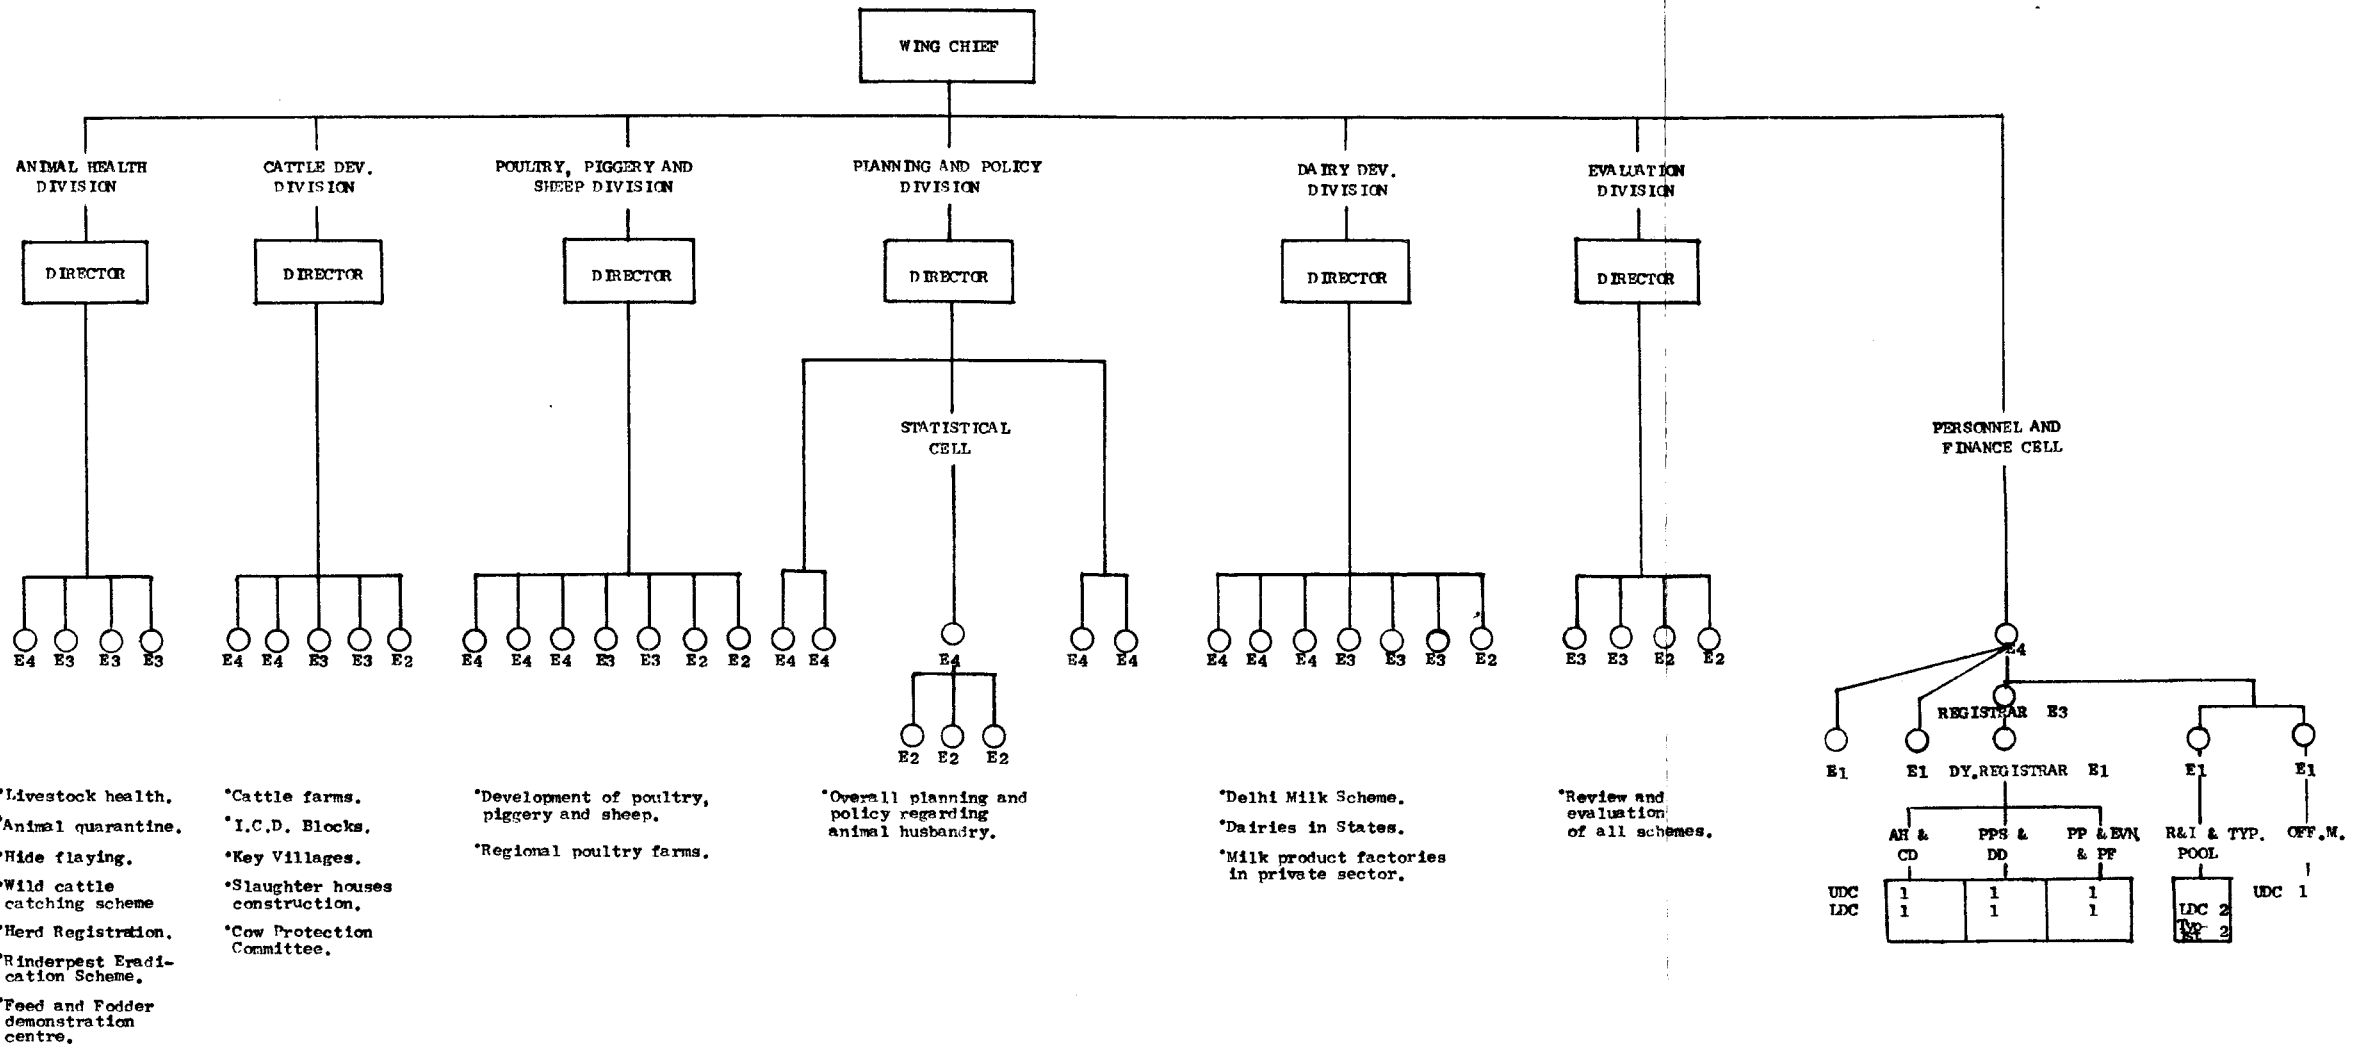 WING CHIEF
ANIMAL HEALTH
DIVISION
CATTLE DEV.
DIVISION
POULTRY, PIGGERY AND
SHEEP DIVISION
PLANNING AND POLICY
DIVISION
DAIRY DEV.
DIVISION
EVALUATION
DIVISION
DIRECTOR
DIRECTOR
DIRECTOR
DIRECTOR
DIRECTOR
DIRECTOR
STATISTICAL
CELL
PERSONNEL AND
FINANCE CELL
E4 E3 E3 E3
E4 E4 E3 E3 E2
E4 E4 E4 E3 E3 E2 E2
E4 E4
E4
E4 E4
E4 E4 E4 E3 E3 E3 E2
E3 E3 E2 E2
E4
E2 E2 E2
REGISTRAR E3
E1
E1
DY.REGISTRAR E1
E1
E1
AH &
CD
PPS &
DD
PP & EVN
& PF
R&I & TYP.
POOL
OFF.M.
UDC 1 1 1
LDC 1 1 1
LDC 2
Typ-
ist 2
UDC 1
*Livestock health.
*Animal quarantine.
*Hide flaying.
*Wild cattle
catching scheme
*Herd Registration.
*Rinderpest Eradi-
cation Scheme.
*Feed and Fodder
demonstration
centre.
*Cattle farms.
*I.C.D. Blocks.
*Key Villages.
*Slaughter houses
construction.
*Cow Protection
Committee.
*Development of poultry,
piggery and sheep.
*Regional poultry farms.
*Overall planning and
policy regarding
animal husbandry.
*Delhi Milk Scheme.
*Dairies in States.
*Milk product factories
in private sector.
*Review and
evaluation
of all schemes.